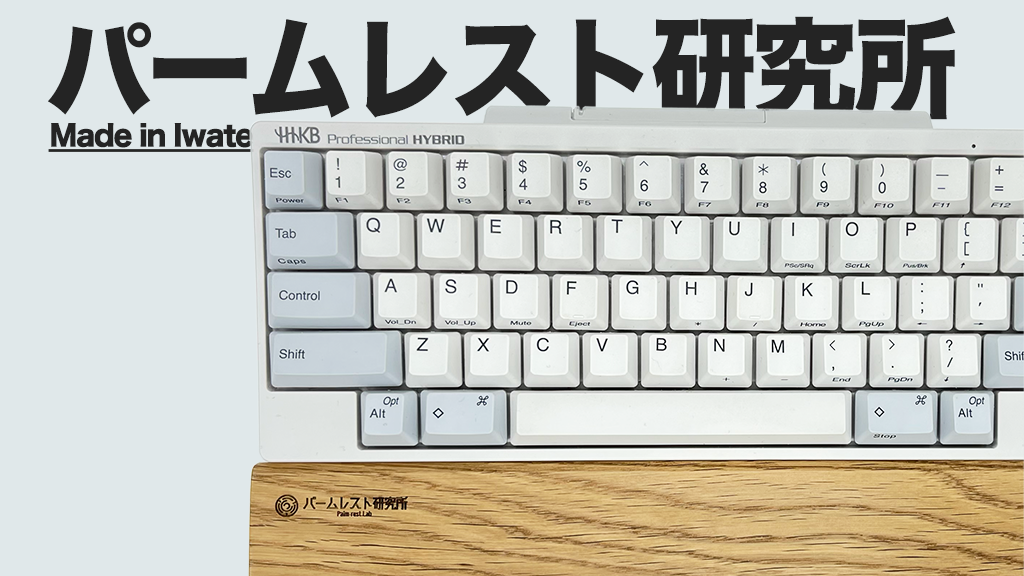 パームレスト研究所
Made in Iwate
HHKB Professional HYBRID
Esc ! 1 @ 2 # 3 $ 4 % 5 ^ 6 & 7 * 8 ( 9 ) 0 _ - + =
Power F1 F2 F3 F4 F5 F6 F7 F8 F9 F10 F11 F12
Tab Q W E R T Y U I O P { [
Caps PSc/SRq ScrLk Pus/Brk ↑
Control A S D F G H J K L : ; " '
Vol_Dn Vol_Up Mute Eject * / Home PgUp ← →
Shift Z X C V B N M < , > . ? / Shif
+ - End PgDn ↓
Opt ⌘ ⌘ Opt
Alt ◇ ◇ Alt
Stop
パームレスト研究所
Palm rest Lab